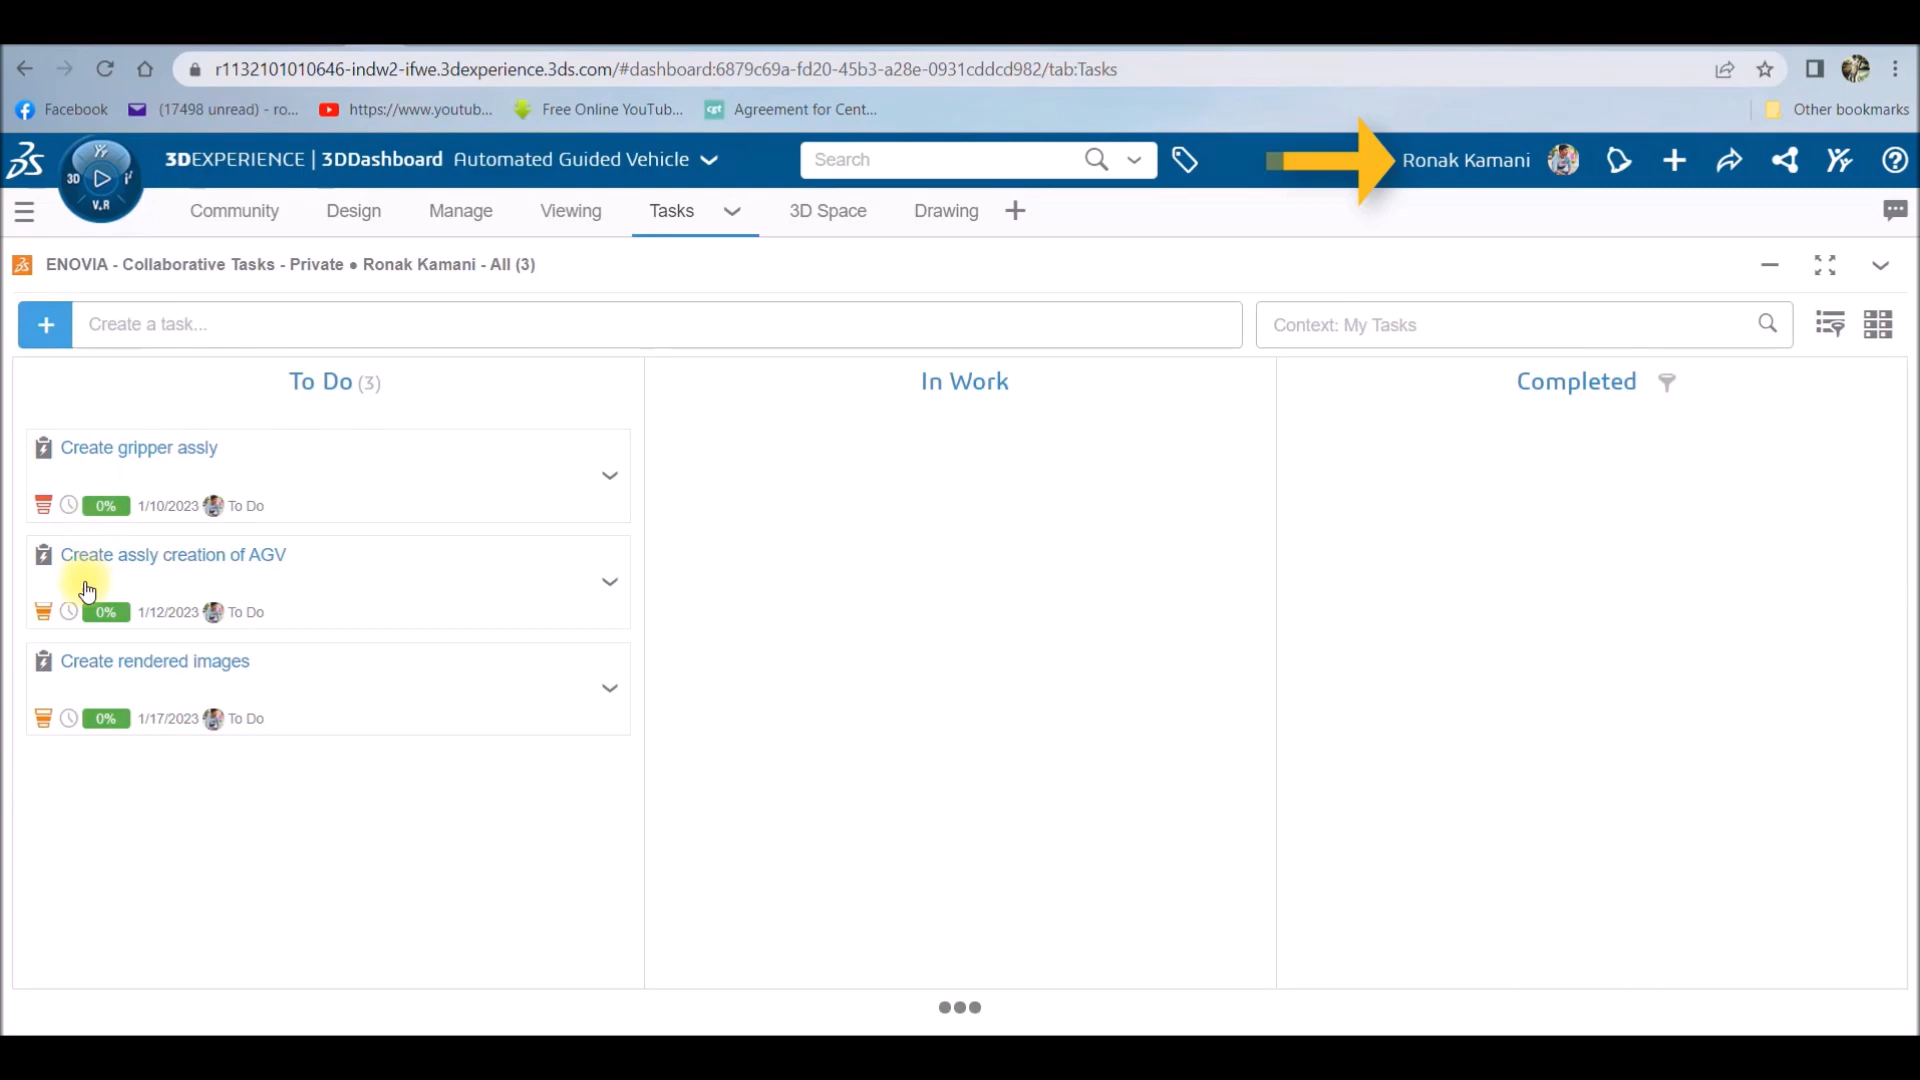 r1132101010646-indw2-ifwe.3dexperience.3ds.com/#dashboard:6879c69a-fd20-45b3-a28e-0931cddcd982/tab:Tasks
Facebook (17498 unread) - ro... https://www.youtub... Free Online YouTub... cgt Agreement for Cent... Other bookmarks
3D V.R 3DEXPERIENCE | 3DDashboard Automated Guided Vehicle Search Ronak Kamani
Community Design Manage Viewing Tasks 3D Space Drawing
ENOVIA - Collaborative Tasks - Private ● Ronak Kamani - All (3)
Create a task... Context: My Tasks
To Do (3) In Work Completed
Create gripper assly
0% 1/10/2023 To Do
Create assly creation of AGV
0% 1/12/2023 To Do
Create rendered images
0% 1/17/2023 To Do